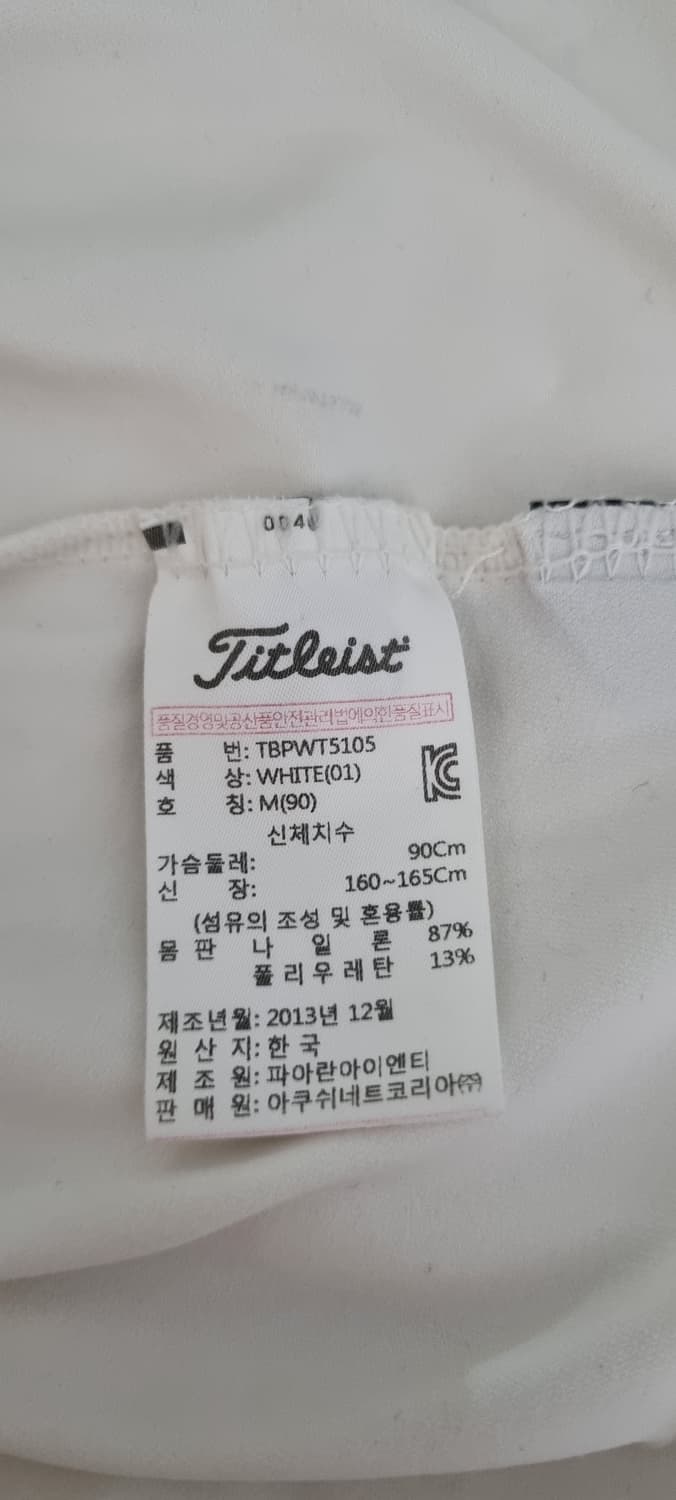 004
Titleist
품질경영및공산품안전관리법에의한품질표시
품 번: TBPWT5105
색 상: WHITE(01)
호 칭: M(90)
신체치수
가슴둘레: 90Cm
신 장: 160~165Cm
(섬유의 조성 및 혼용률)
몸 판 나 일 론 87%
폴 리 우 레 탄 13%
제조년월: 2013년 12월
원 산 지: 한 국
제 조 원: 파아란아이엔티
판 매 원: 아쿠쉬네트코리아㈜